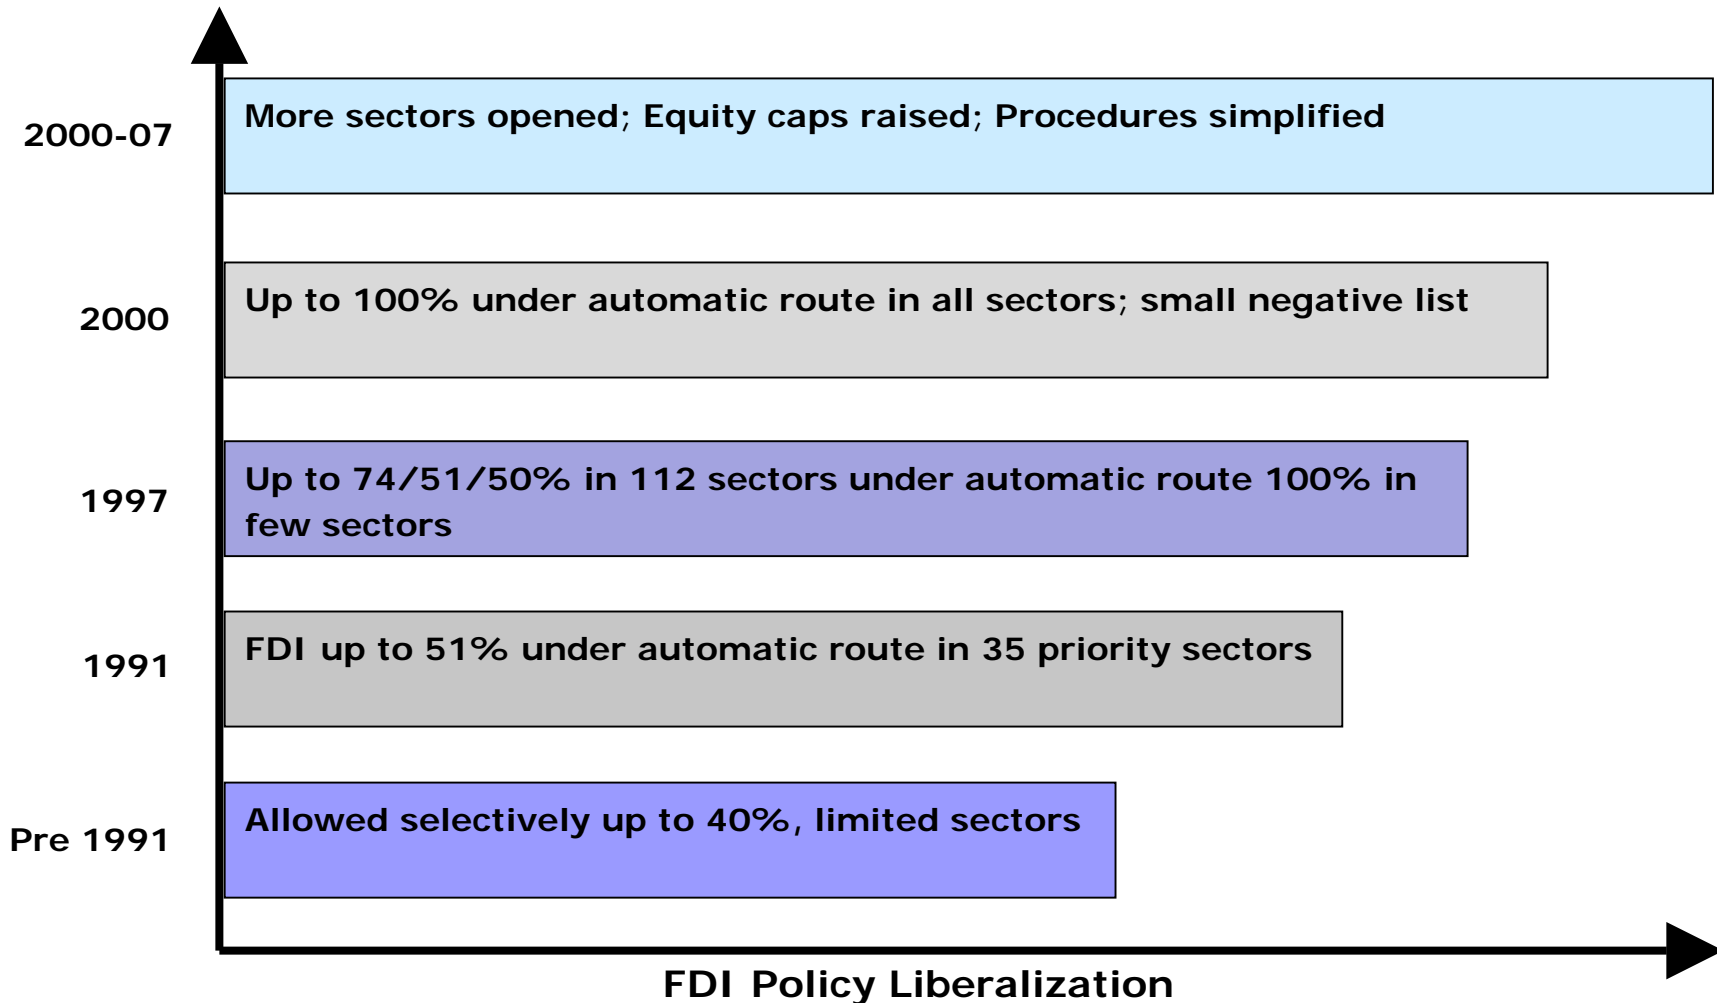 2000-07
More sectors opened; Equity caps raised; Procedures simplified
2000
Up to 100% under automatic route in all sectors; small negative list
1997
Up to 74/51/50% in 112 sectors under automatic route 100% in
few sectors
1991
FDI up to 51% under automatic route in 35 priority sectors
Pre 1991
Allowed selectively up to 40%, limited sectors
FDI Policy Liberalization